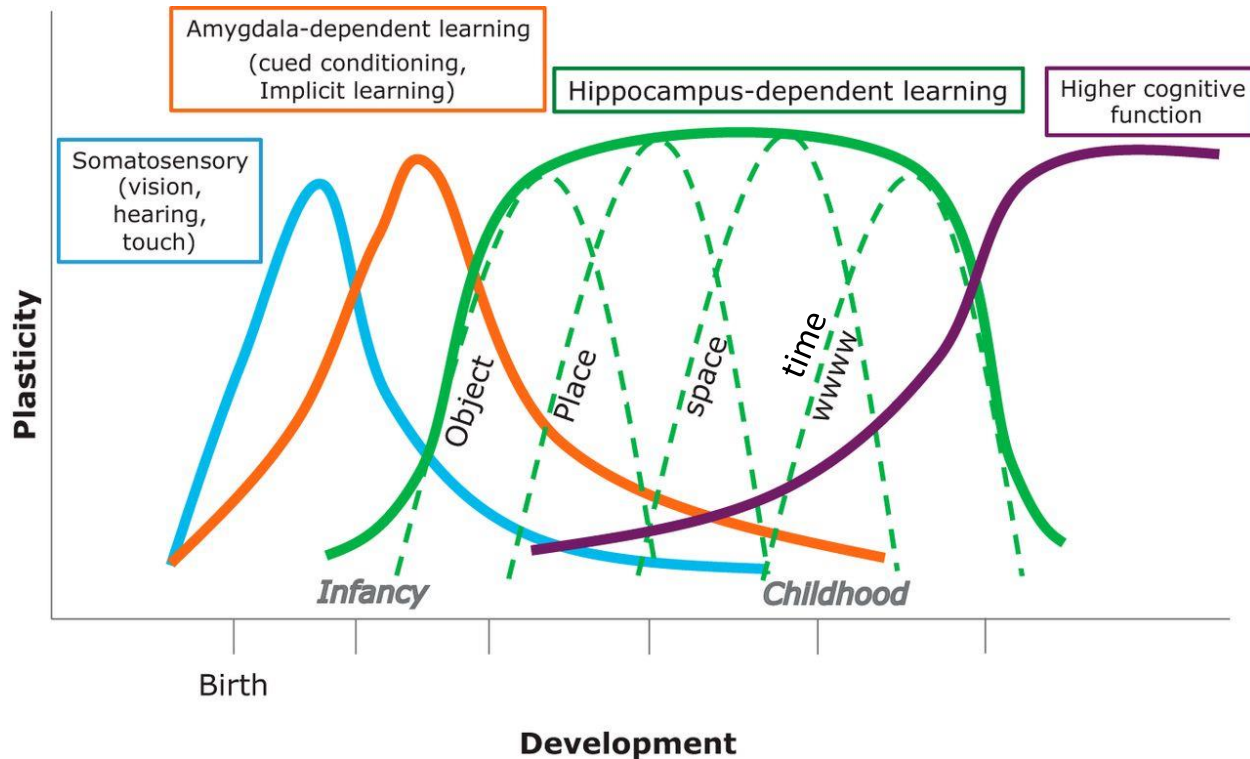 Amygdala-dependent learning
(cued conditioning,
Implicit learning)
Hippocampus-dependent learning
Higher cognitive
function
Somatosensory
(vision,
hearing,
touch)
Plasticity
Object
Place
space
time
wwww
Infancy
Childhood
Birth
Development